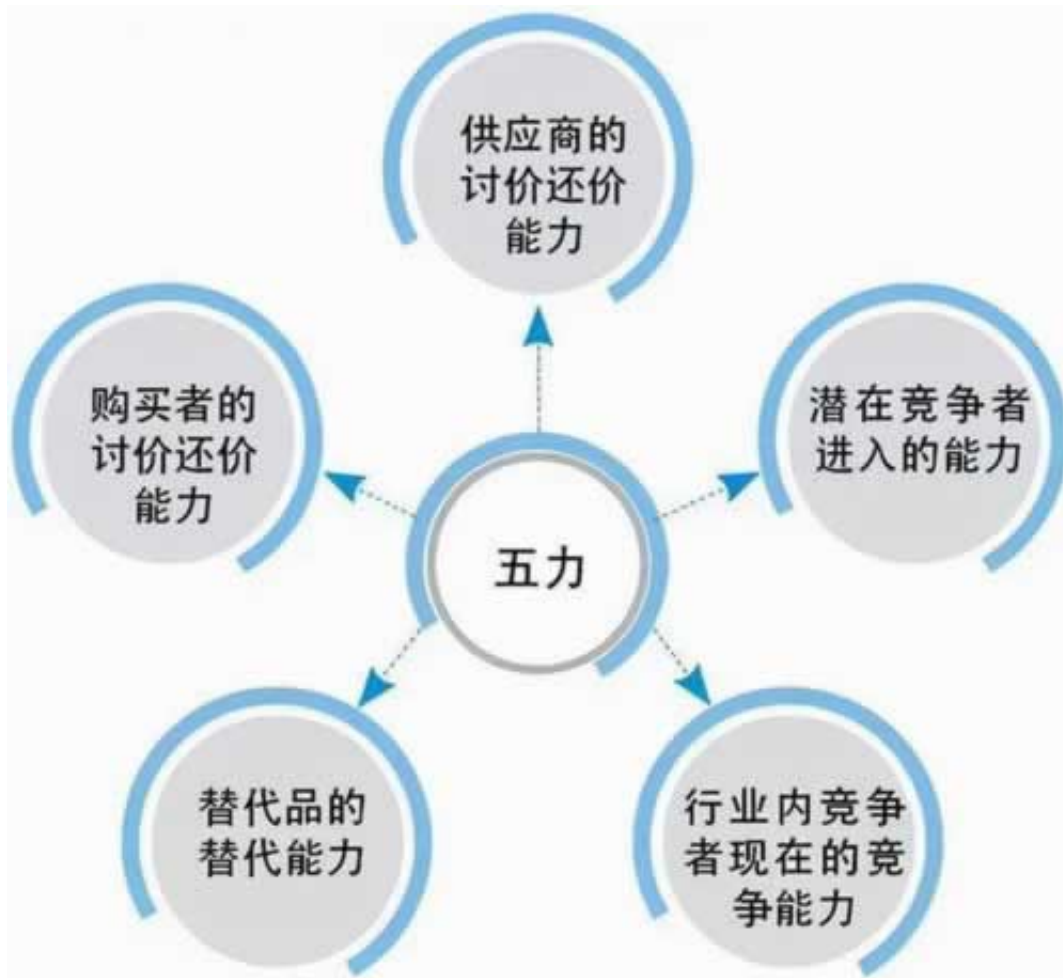 供应商的
讨价还价
能力
购买者的
讨价还价
能力
潜在竞争者
进入的能力
五力
替代品的
替代能力
行业内竞争
者现在的竞
争能力